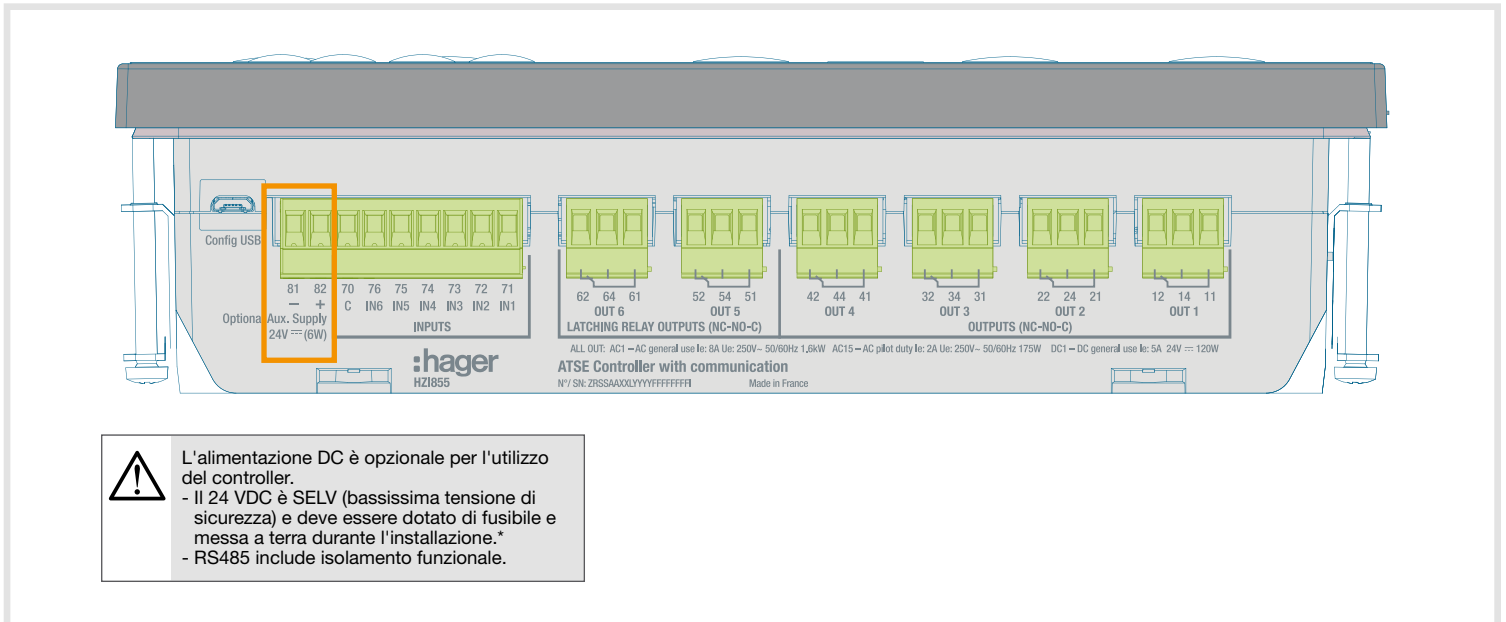 Config USB
81 82 70 76 75 74 73 72 71
– + C IN6 IN5 IN4 IN3 IN2 IN1
Optional Aux. Supply
24V ⎓ (6W)
INPUTS
62 64 61
OUT 6
52 54 51
OUT 5
LATCHING RELAY OUTPUTS (NC-NO-C)
42 44 41
OUT 4
32 34 31
OUT 3
22 24 21
OUT 2
12 14 11
OUT 1
OUTPUTS (NC-NO-C)
ALL OUT: AC1 – AC general use Ie: 8A Ue: 250V~ 50/60Hz 1,6kW AC15 – AC pilot duty Ie: 2A Ue: 250V~ 50/60Hz 175W DC1 – DC general use Ie: 5A 24V ⎓ 120W
:hager
HZI855
ATSE Controller with communication
N°/ SN: ZRSSAAXXLYYYYFFFFFFFFI Made in France
L'alimentazione DC è opzionale per l'utilizzo
del controller.
- Il 24 VDC è SELV (bassissima tensione di
sicurezza) e deve essere dotato di fusibile e
messa a terra durante l'installazione.*
- RS485 include isolamento funzionale.